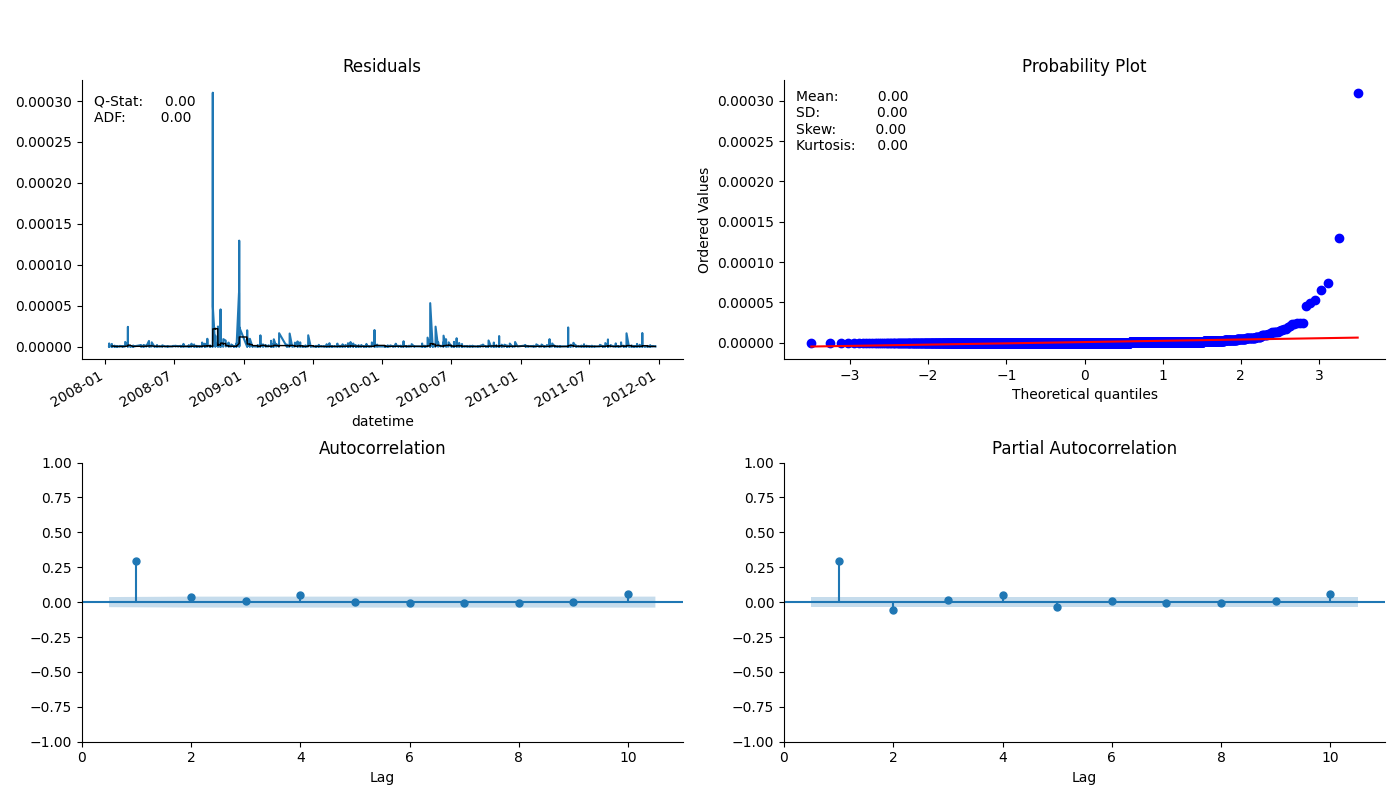 Residuals
Q-Stat: 0.00
ADF: 0.00
0.00030
0.00025
0.00020
0.00015
0.00010
0.00005
0.00000
2008-01
2008-07
2009-01
2009-07
2010-01
2010-07
2011-01
2011-07
2012-01
datetime
Probability Plot
Mean: 0.00
SD: 0.00
Skew: 0.00
Kurtosis: 0.00
Ordered Values
0.00030
0.00025
0.00020
0.00015
0.00010
0.00005
0.00000
−3 −2 −1 0 1 2 3
Theoretical quantiles
Autocorrelation
1.00
0.75
0.50
0.25
0.00
−0.25
−0.50
−0.75
−1.00
0 2 4 6 8 10
Lag
Partial Autocorrelation
1.00
0.75
0.50
0.25
0.00
−0.25
−0.50
−0.75
−1.00
0 2 4 6 8 10
Lag